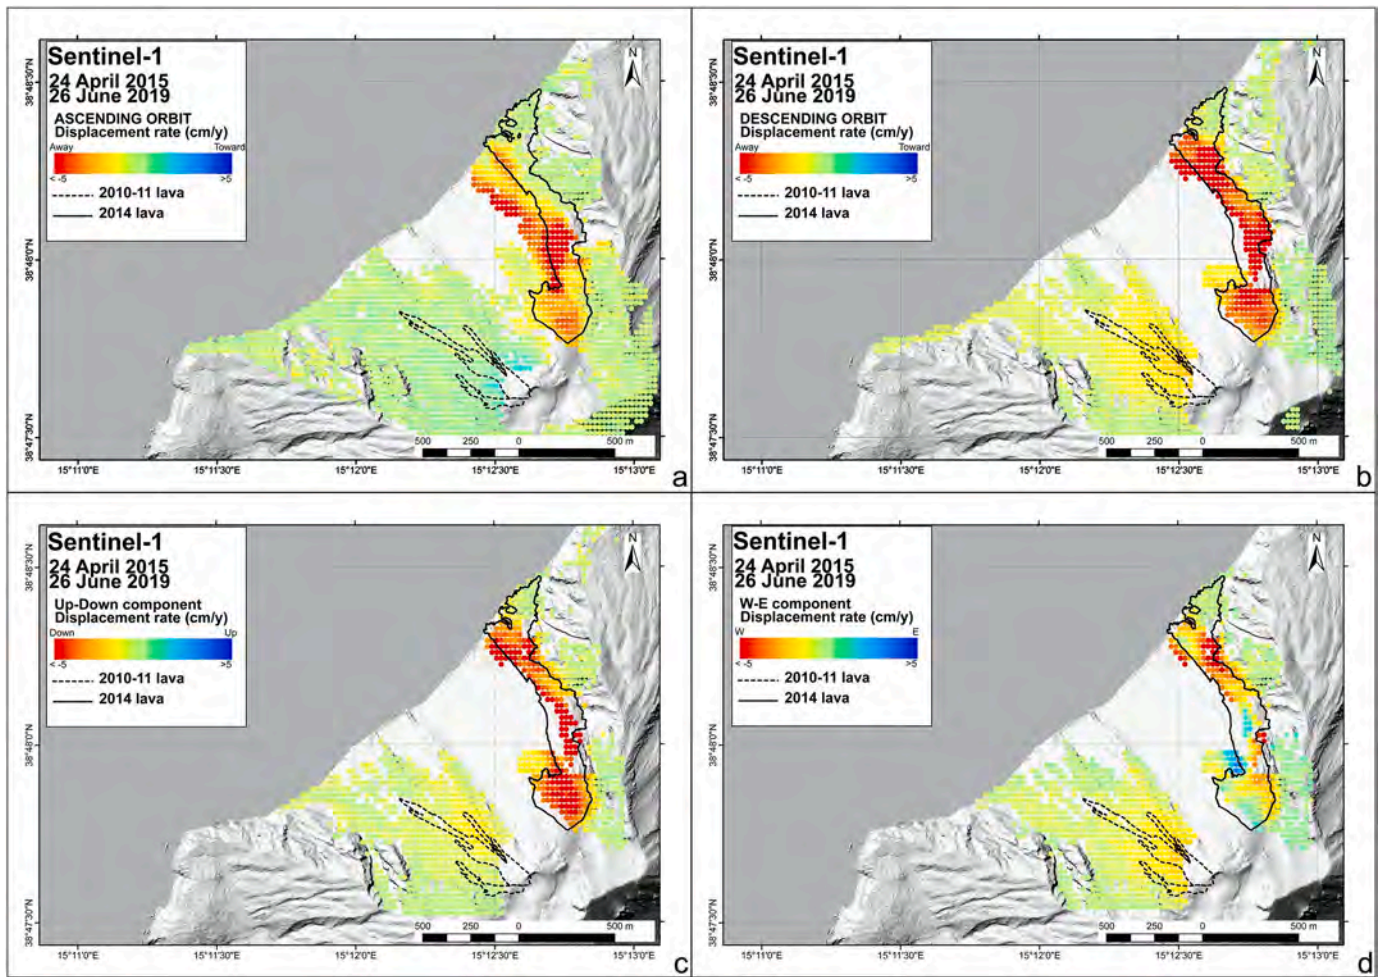 Sentinel-1
24 April 2015
26 June 2019
ASCENDING ORBIT
Displacement rate (cm/y)
Away Toward
< -5 >5
2010-11 lava
2014 lava
N
38°48'30"N
38°48'0"N
38°47'30"N
500 250 0 500 m
15°11'0"E 15°11'30"E 15°12'0"E 15°12'30"E 15°13'0"E
a
Sentinel-1
24 April 2015
26 June 2019
DESCENDING ORBIT
Displacement rate (cm/y)
Away Toward
< -5 >5
2010-11 lava
2014 lava
N
38°48'30"N
38°48'0"N
38°47'30"N
500 250 0 500 m
15°11'0"E 15°11'30"E 15°12'0"E 15°12'30"E 15°13'0"E
b
Sentinel-1
24 April 2015
26 June 2019
Up-Down component
Displacement rate (cm/y)
Down Up
< -5 >5
2010-11 lava
2014 lava
N
38°48'30"N
38°48'0"N
38°47'30"N
500 250 0 500 m
15°11'0"E 15°11'30"E 15°12'0"E 15°12'30"E 15°13'0"E
c
Sentinel-1
24 April 2015
26 June 2019
W-E component
Displacement rate (cm/y)
W E
< -5 >5
2010-11 lava
2014 lava
N
38°48'30"N
38°48'0"N
38°47'30"N
500 250 0 500 m
15°11'0"E 15°11'30"E 15°12'0"E 15°12'30"E 15°13'0"E
d